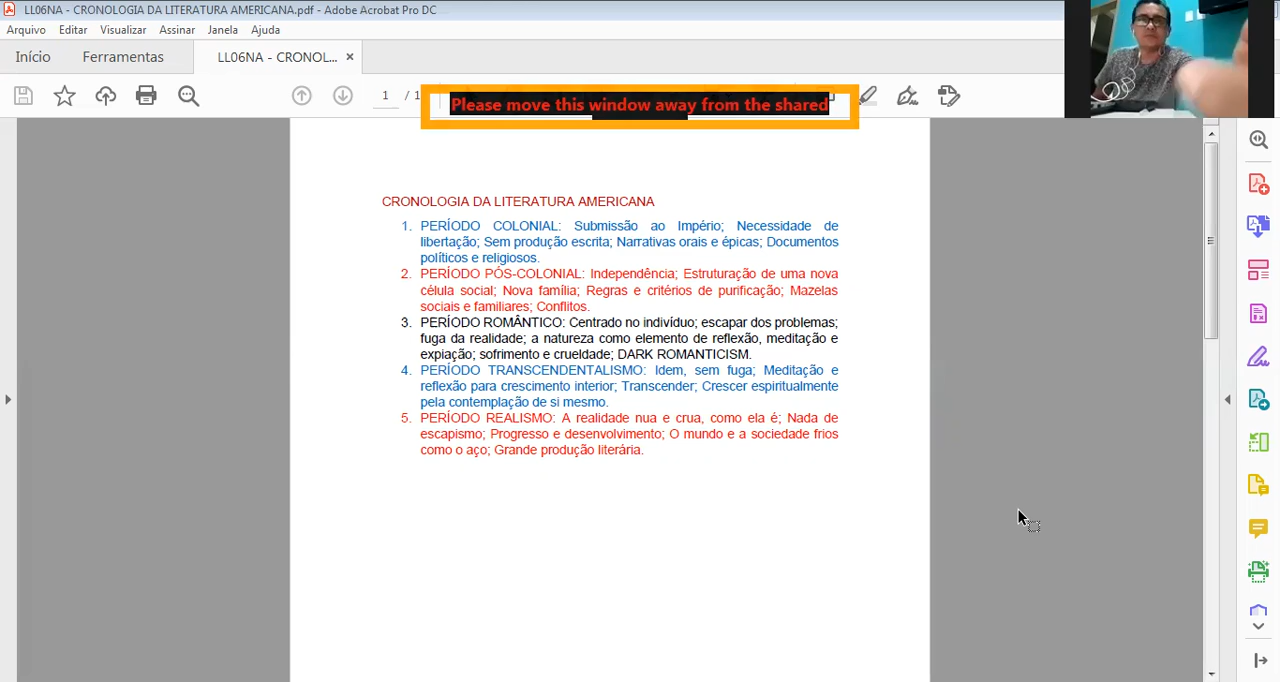 LL06NA - CRONOLOGIA DA LITERATURA AMERICANA.pdf - Adobe Acrobat Pro DC
Arquivo Editar Visualizar Assinar Janela Ajuda
Início Ferramentas LL06NA - CRONOL... ×
1 / 1
Please move this window away from the shared
CRONOLOGIA DA LITERATURA AMERICANA
1. PERÍODO COLONIAL: Submissão ao Império; Necessidade de
libertação; Sem produção escrita; Narrativas orais e épicas; Documentos
políticos e religiosos.
2. PERÍODO PÓS-COLONIAL: Independência; Estruturação de uma nova
célula social; Nova família; Regras e critérios de purificação; Mazelas
sociais e familiares; Conflitos.
3. PERÍODO ROMÂNTICO: Centrado no indivíduo; escapar dos problemas;
fuga da realidade; a natureza como elemento de reflexão, meditação e
expiação; sofrimento e crueldade; DARK ROMANTICISM.
4. PERÍODO TRANSCENDENTALISMO: Idem, sem fuga; Meditação e
reflexão para crescimento interior; Transcender; Crescer espiritualmente
pela contemplação de si mesmo.
5. PERÍODO REALISMO: A realidade nua e crua, como ela é; Nada de
escapismo; Progresso e desenvolvimento; O mundo e a sociedade frios
como o aço; Grande produção literária.